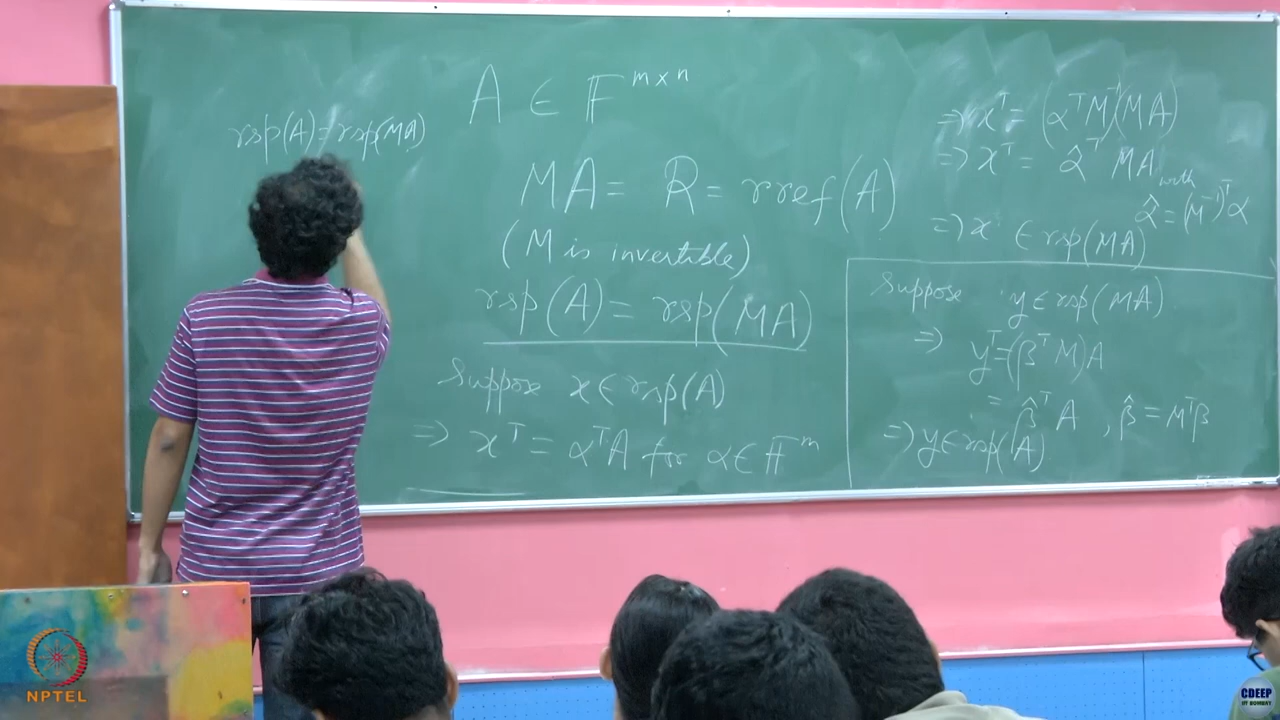 rsp(A)=rsp(MA)
A ∈ F^{m×n}
MA= R= rref(A)
(M is invertible)
rsp(A)= rsp(MA)
Suppose x∈rsp(A)
⇒ x^T = α^T A for α∈F^m
⇒ x^T = (α^T M^{-1})(MA)
⇒ x^T = α̂^T MA with
α̂ = (M^{-1})^T α
⇒ x ∈ rsp(MA)
Suppose y∈rsp(MA)
⇒ y^T=(β^T M)A
= β̂^T A , β̂ = M^T β
⇒ y∈rsp(A)
NPTEL
CDEEP
IIT BOMBAY